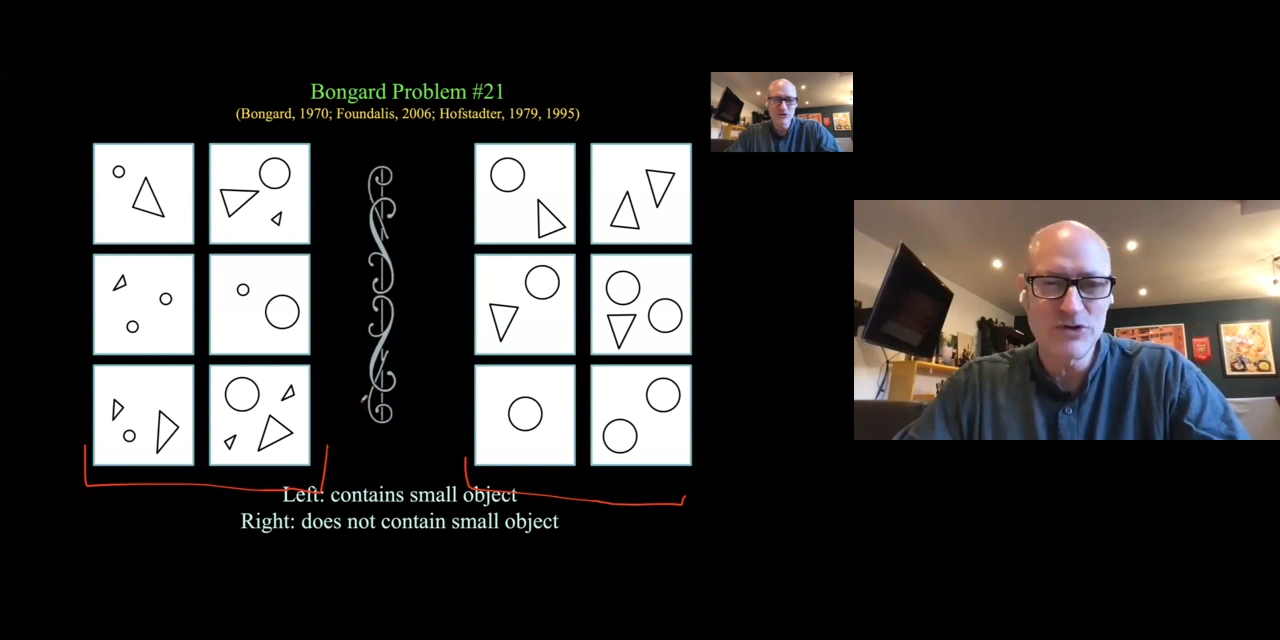 Bongard Problem #21
(Bongard, 1970; Foundalis, 2006; Hofstadter, 1979, 1995)
Left: contains small object
Right: does not contain small object